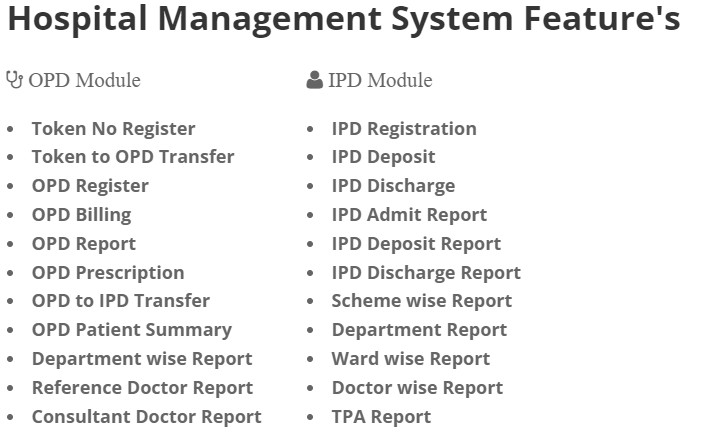 Hospital Management System Feature's
OPD Module
Token No Register
Token to OPD Transfer
OPD Register
OPD Billing
OPD Report
OPD Prescription
OPD to IPD Transfer
OPD Patient Summary
Department wise Report
Reference Doctor Report
Consultant Doctor Report
IPD Module
IPD Registration
IPD Deposit
IPD Discharge
IPD Admit Report
IPD Deposit Report
IPD Discharge Report
Scheme wise Report
Department Report
Ward wise Report
Doctor wise Report
TPA Report